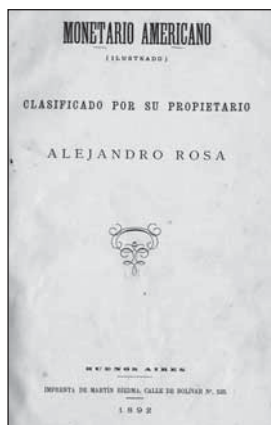 MONETARIO AMERICANO
(ILUSTRADO)
CLASIFICADO POR SU PROPIETARIO
ALEJANDRO ROSA
BUENOS AIRES
IMPRENTA DE MARTIN BIEDMA, CALLE DE BOLIVAR Nº.
1892